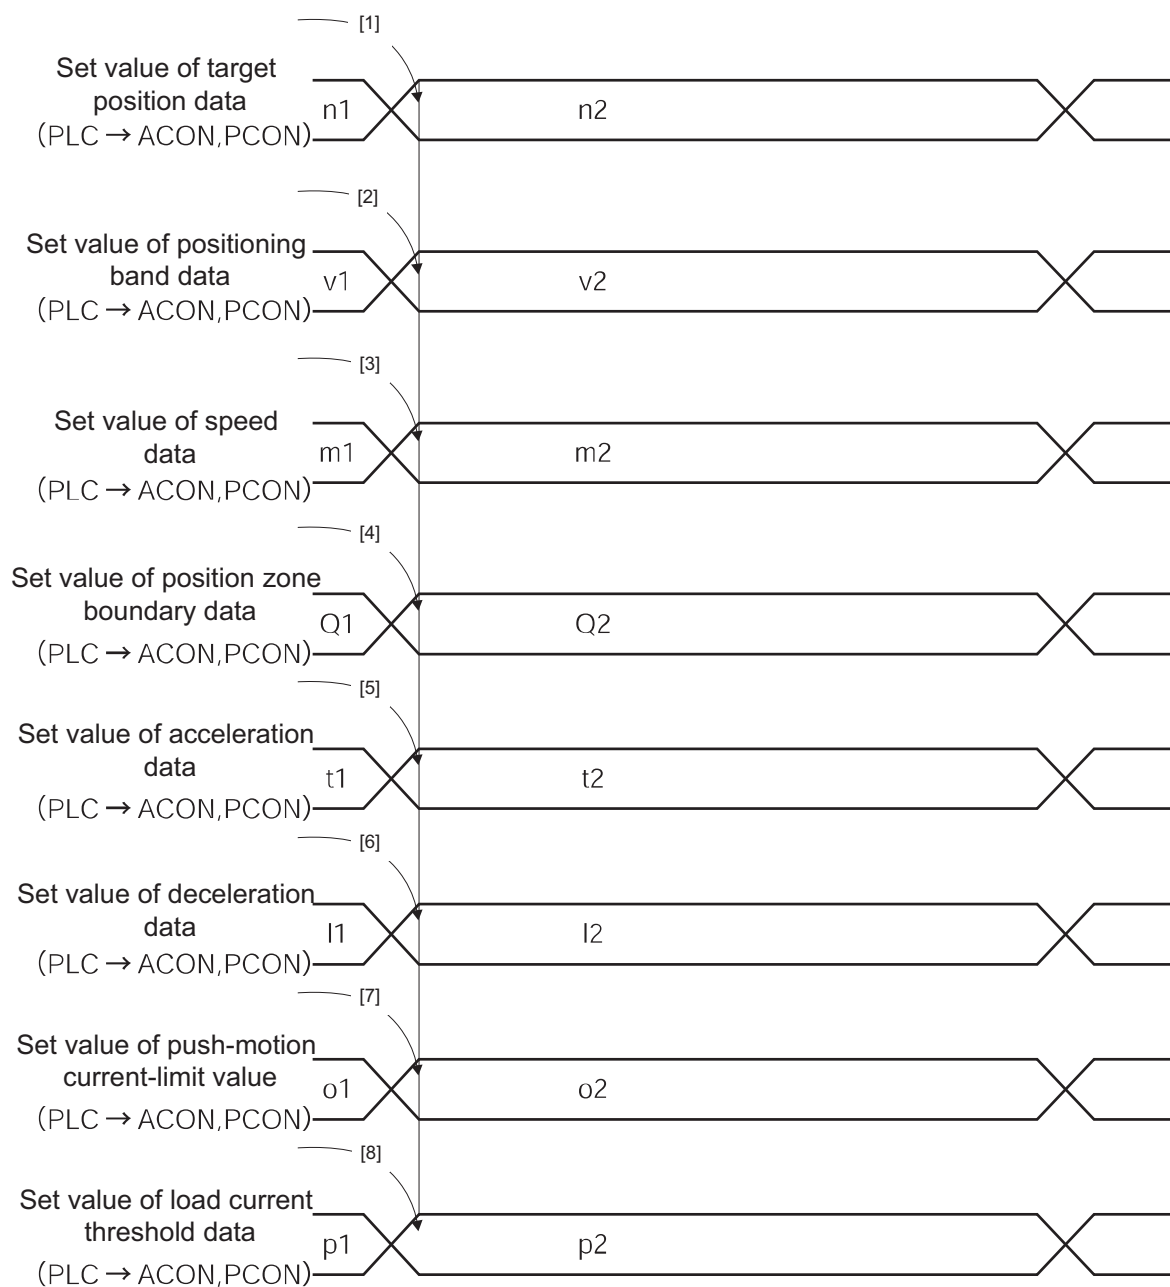 [1]
Set value of target
position data
(PLC → ACON,PCON)
n1
n2
[2]
Set value of positioning
band data
(PLC → ACON,PCON)
v1
v2
[3]
Set value of speed
data
(PLC → ACON,PCON)
m1
m2
[4]
Set value of position zone
boundary data
(PLC → ACON,PCON)
Q1
Q2
[5]
Set value of acceleration
data
(PLC → ACON,PCON)
t1
t2
[6]
Set value of deceleration
data
(PLC → ACON,PCON)
l1
l2
[7]
Set value of push-motion
current-limit value
(PLC → ACON,PCON)
o1
o2
[8]
Set value of load current
threshold data
(PLC → ACON,PCON)
p1
p2